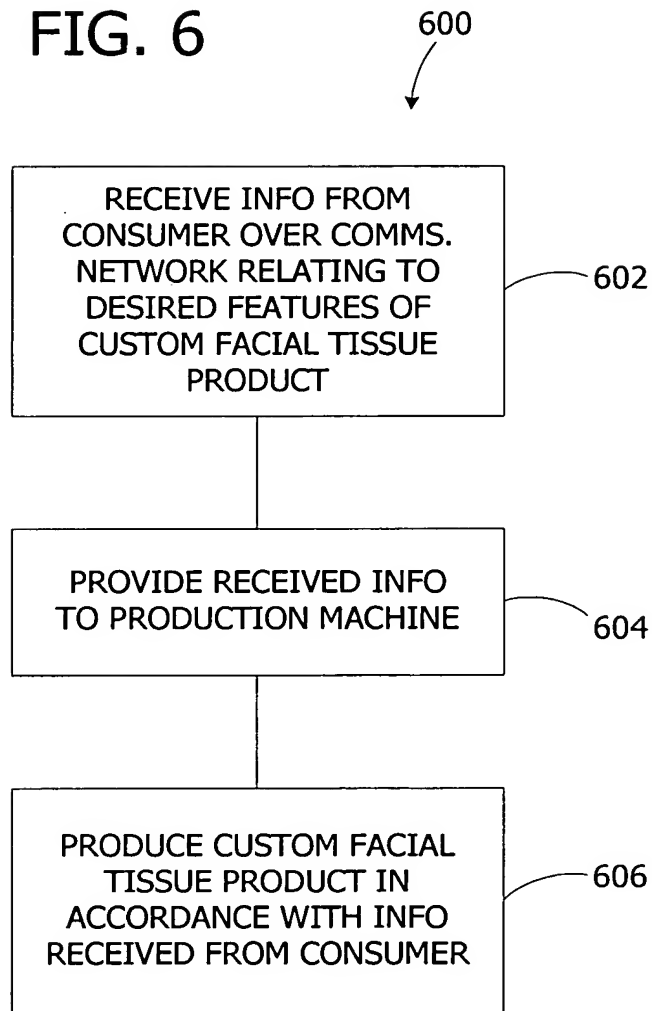 FIG. 6
600
RECEIVE INFO FROM
CONSUMER OVER COMMS.
NETWORK RELATING TO
DESIRED FEATURES OF
CUSTOM FACIAL TISSUE
PRODUCT
602
PROVIDE RECEIVED INFO
TO PRODUCTION MACHINE
604
PRODUCE CUSTOM FACIAL
TISSUE PRODUCT IN
ACCORDANCE WITH INFO
RECEIVED FROM CONSUMER
606